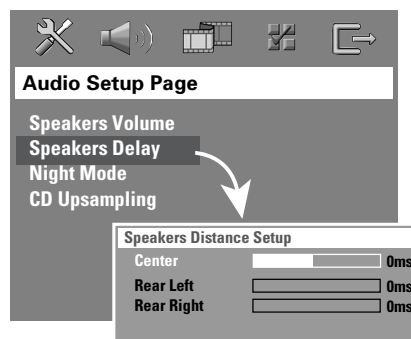 Audio Setup Page
Speakers Volume
Speakers Delay
Night Mode
CD Upsampling
Speakers Distance Setup
Center 0ms
Rear Left 0ms
Rear Right 0ms